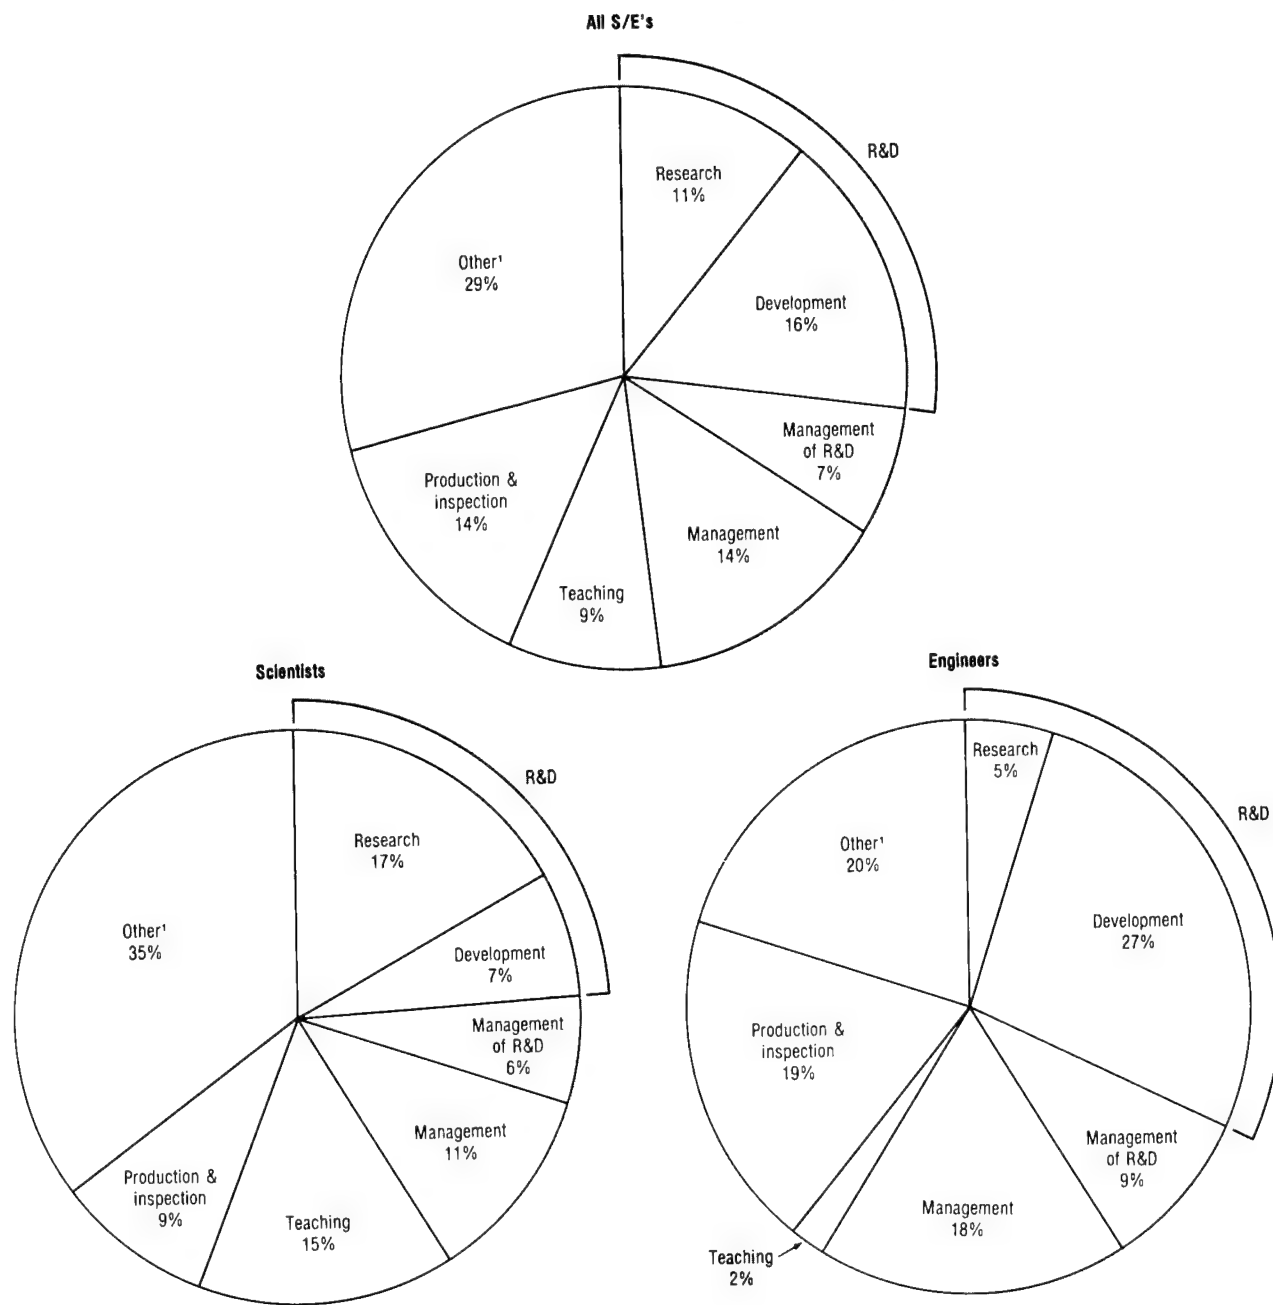 All S/E's
R&D
Research
11%
Development
16%
Other¹
29%
Management
of R&D
7%
Production &
inspection
14%
Management
14%
Teaching
9%
Scientists
R&D
Research
17%
Development
7%
Other¹
35%
Management
of R&D
6%
Management
11%
Production &
inspection
9%
Teaching
15%
Engineers
R&D
Research
5%
Other¹
20%
Development
27%
Production &
inspection
19%
Management
of R&D
9%
Management
18%
Teaching
2%